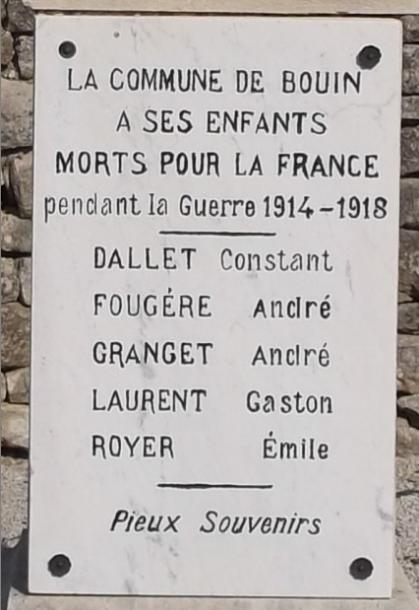 LA COMMUNE DE BOUIN
A SES ENFANTS
MORTS POUR LA FRANCE
pendant la Guerre 1914-1918
DALLET Constant
FOUGÉRE André
GRANGET André
LAURENT Gaston
ROYER Émile
Pieux Souvenirs